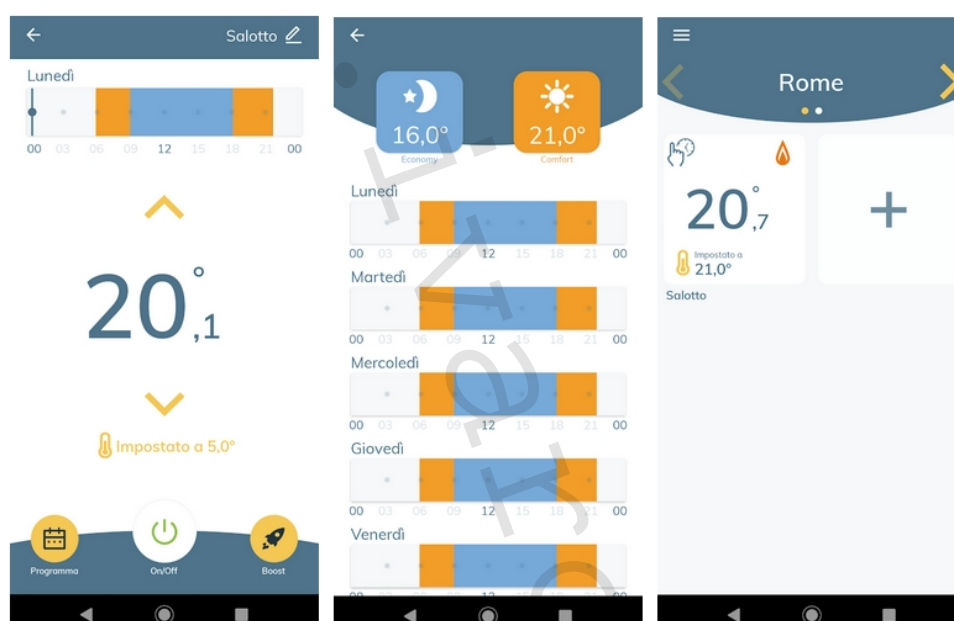 Salotto
Lunedì
00 03 06 09 12 15 18 21 00
20°,1
Impostato a 5,0°
Programma
On/Off
Boost
16,0°
Economy
21,0°
Comfort
Lunedì
00 03 06 09 12 15 18 21 00
Martedì
00 03 06 09 12 15 18 21 00
Mercoledì
00 03 06 09 12 15 18 21 00
Giovedì
00 03 06 09 12 15 18 21 00
Venerdì
Rome
20°,7
Impostato a
21,0°
Salotto